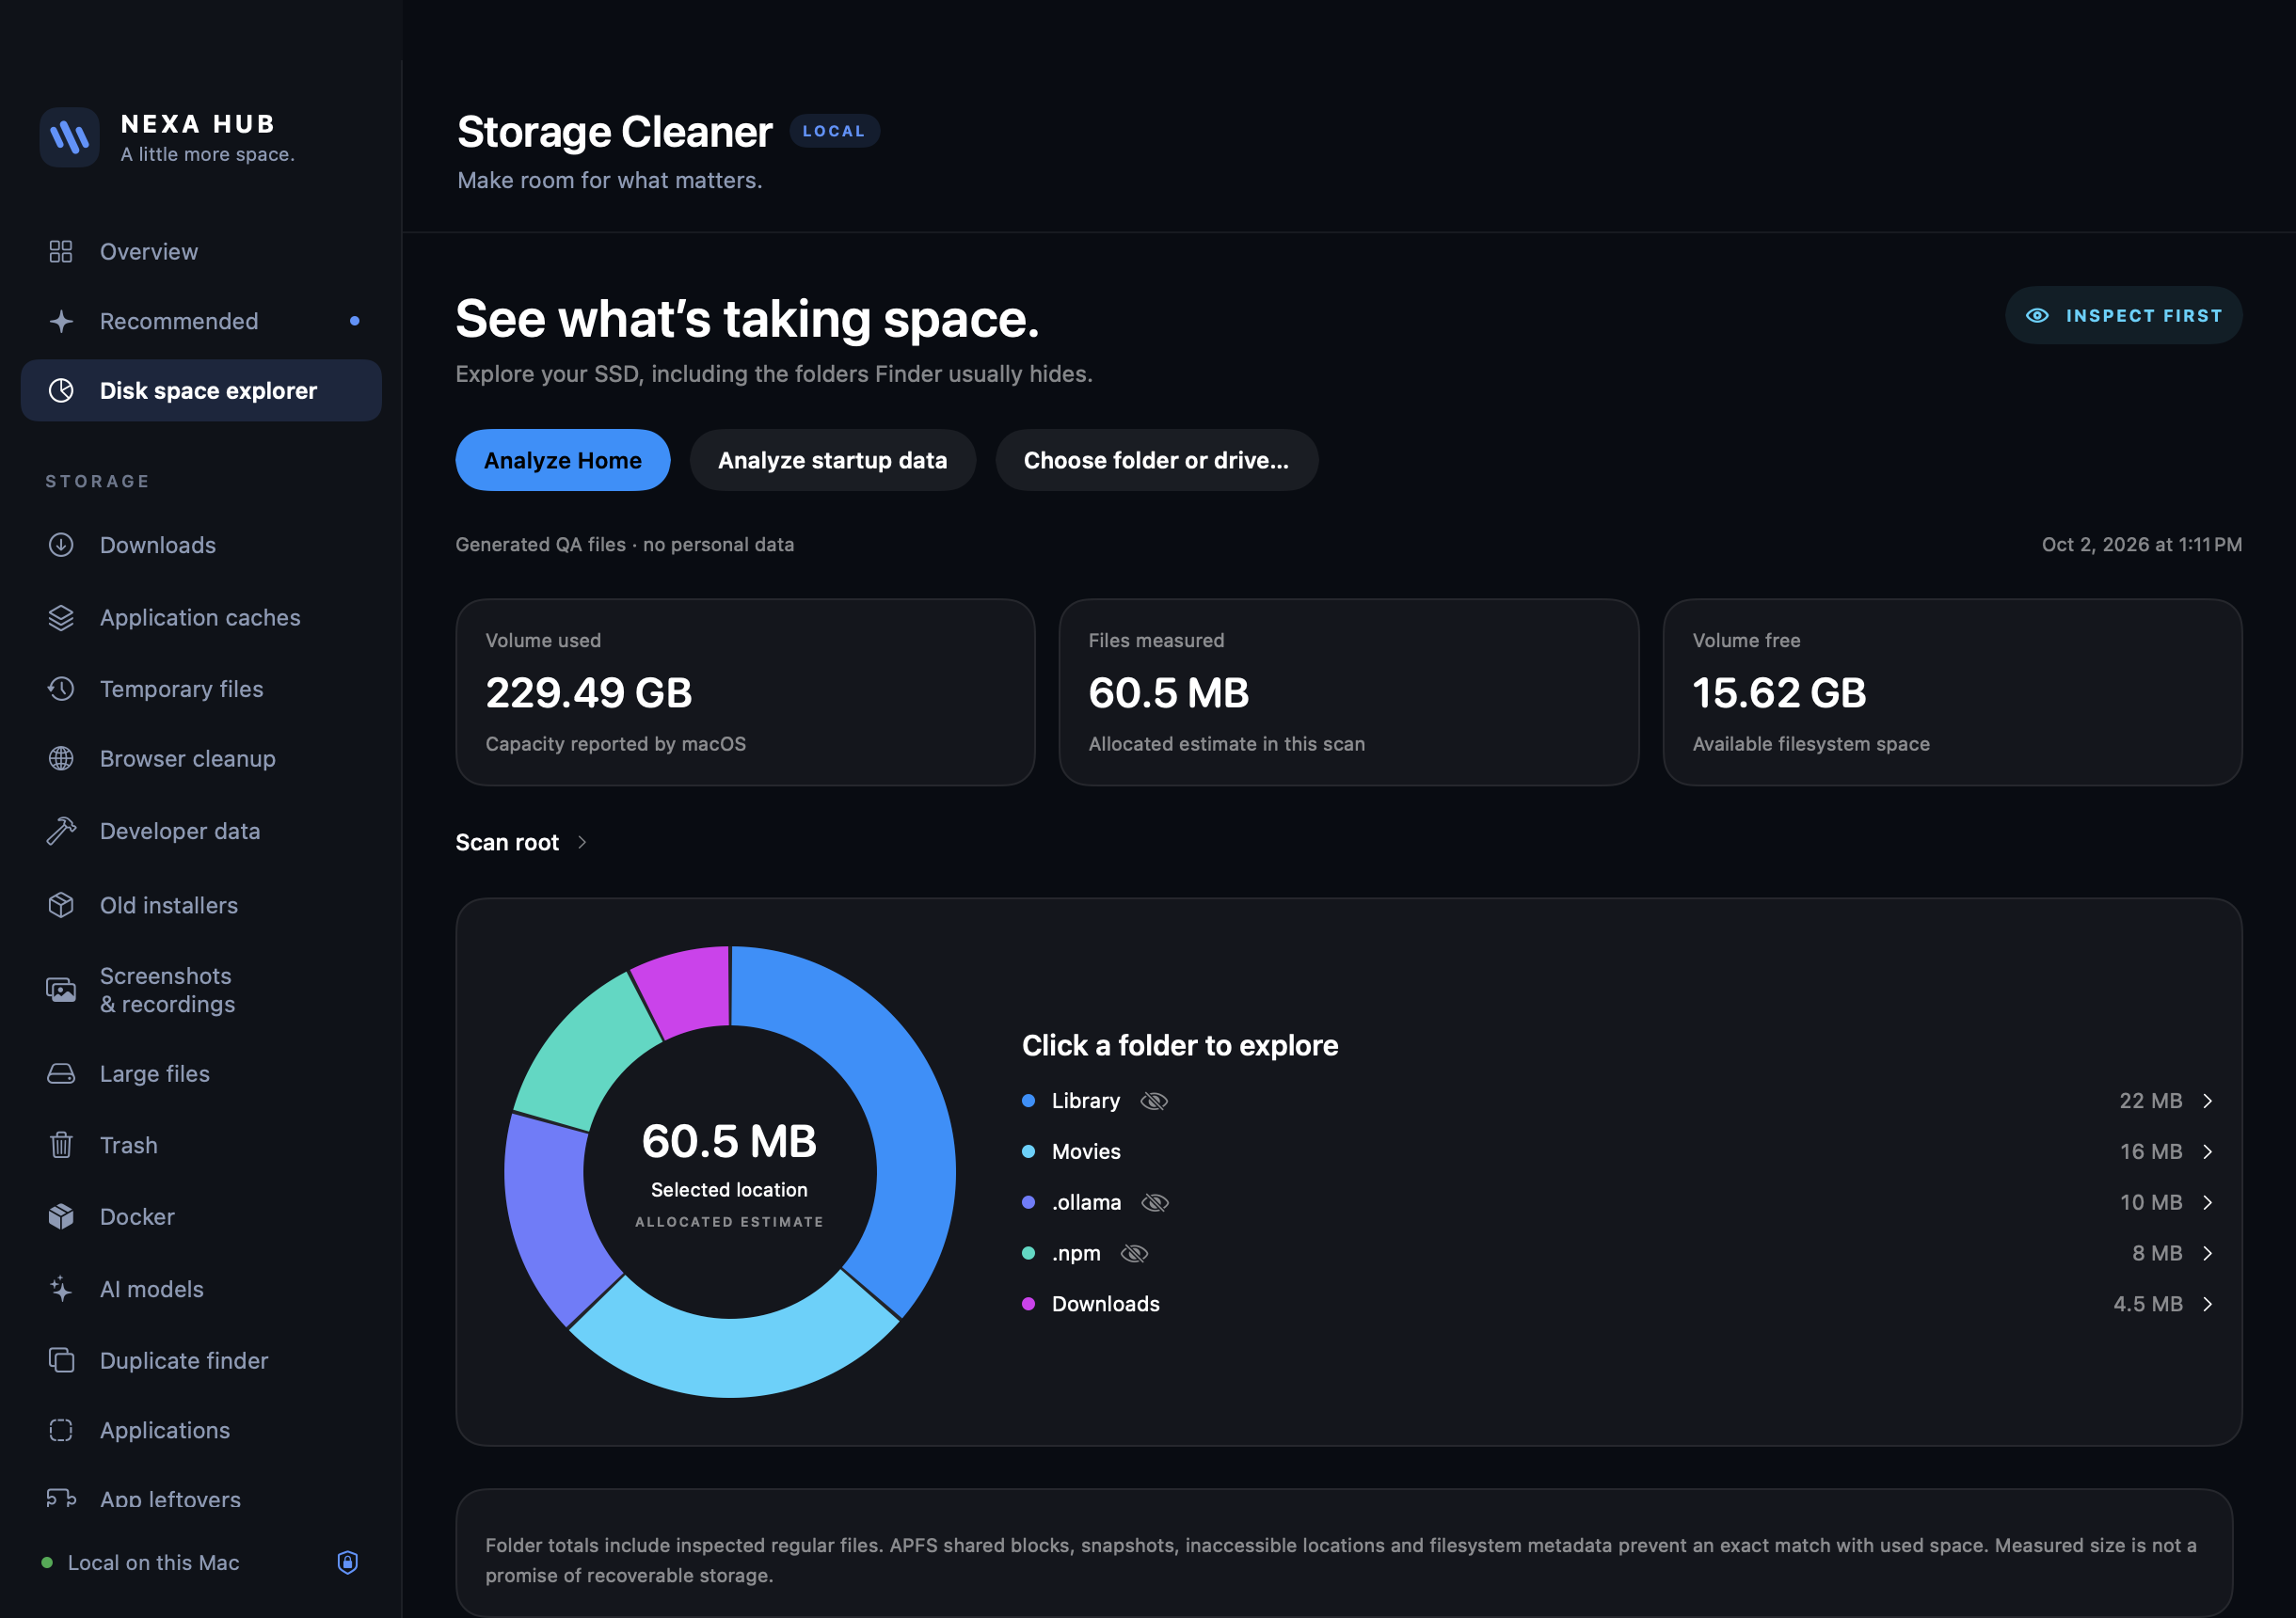 NEXA HUB
A little more space.
Overview
Recommended
Disk space explorer
STORAGE
Downloads
Application caches
Temporary files
Browser cleanup
Developer data
Old installers
Screenshots
& recordings
Large files
Trash
Docker
AI models
Duplicate finder
Applications
App leftovers
Local on this Mac
Storage Cleaner LOCAL
Make room for what matters.
See what’s taking space.
INSPECT FIRST
Explore your SSD, including the folders Finder usually hides.
Analyze Home Analyze startup data Choose folder or drive...
Generated QA files · no personal data Oct 2, 2026 at 1:11 PM
Volume used
229.49 GB
Capacity reported by macOS
Files measured
60.5 MB
Allocated estimate in this scan
Volume free
15.62 GB
Available filesystem space
Scan root
60.5 MB
Selected location
ALLOCATED ESTIMATE
Click a folder to explore
Library 22 MB
Movies 16 MB
.ollama 10 MB
.npm 8 MB
Downloads 4.5 MB
Folder totals include inspected regular files. APFS shared blocks, snapshots, inaccessible locations and filesystem metadata prevent an exact match with used space. Measured size is not a
promise of recoverable storage.